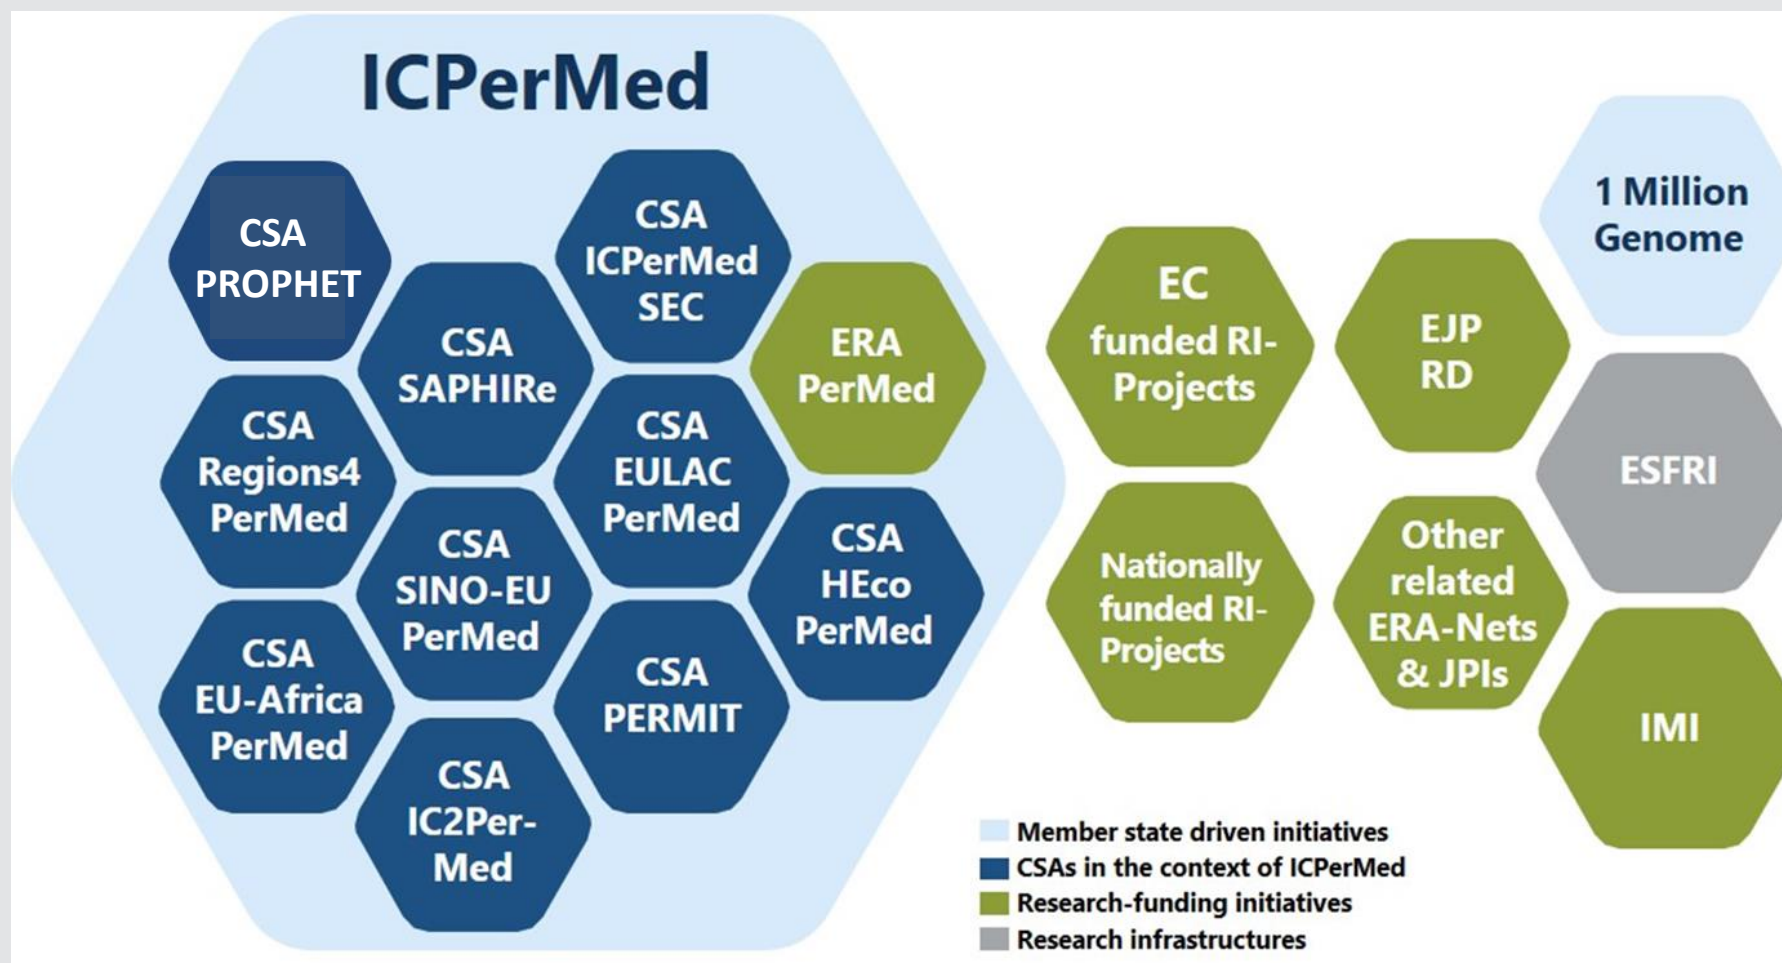 ICPerMed
CSA
PROPHET
CSA
ICPerMed
SEC
CSA
SAPHIRe
ERA
PerMed
CSA
Regions4
PerMed
CSA
EULAC
PerMed
CSA
SINO-EU
PerMed
CSA
HEco
PerMed
CSA
EU-Africa
PerMed
CSA
PERMIT
CSA
IC2Per-
Med
EC
funded RI-
Projects
EJP
RD
1 Million
Genome
ESFRI
Nationally
funded RI-
Projects
Other
related
ERA-Nets
& JPIs
IMI
Member state driven initiatives
CSAs in the context of ICPerMed
Research-funding initiatives
Research infrastructures